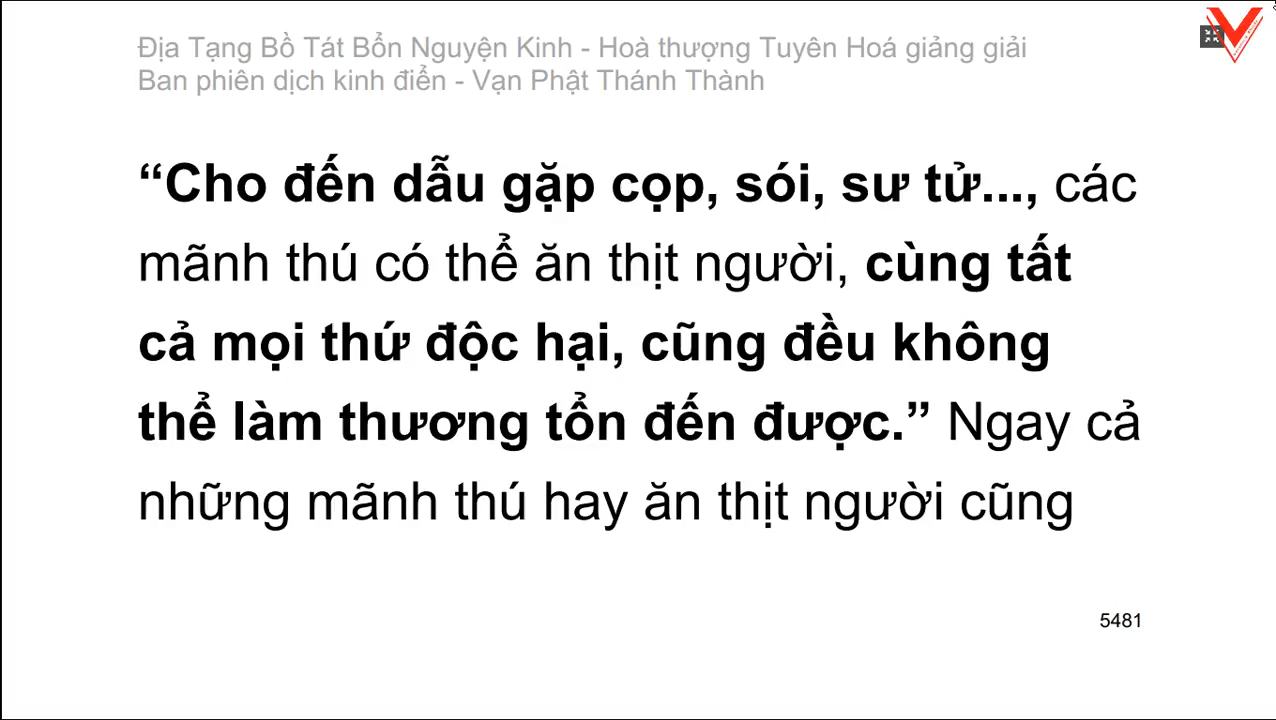 Địa Tạng Bồ Tát Bổn Nguyện Kinh - Hoà thượng Tuyên Hoá giảng giải
Ban phiên dịch kinh điển - Vạn Phật Thánh Thành
“Cho đến dẫu gặp cọp, sói, sư tử..., các
mãnh thú có thể ăn thịt người, cùng tất
cả mọi thứ độc hại, cũng đều không
thể làm thương tổn đến được.” Ngay cả
những mãnh thú hay ăn thịt người cũng
5481